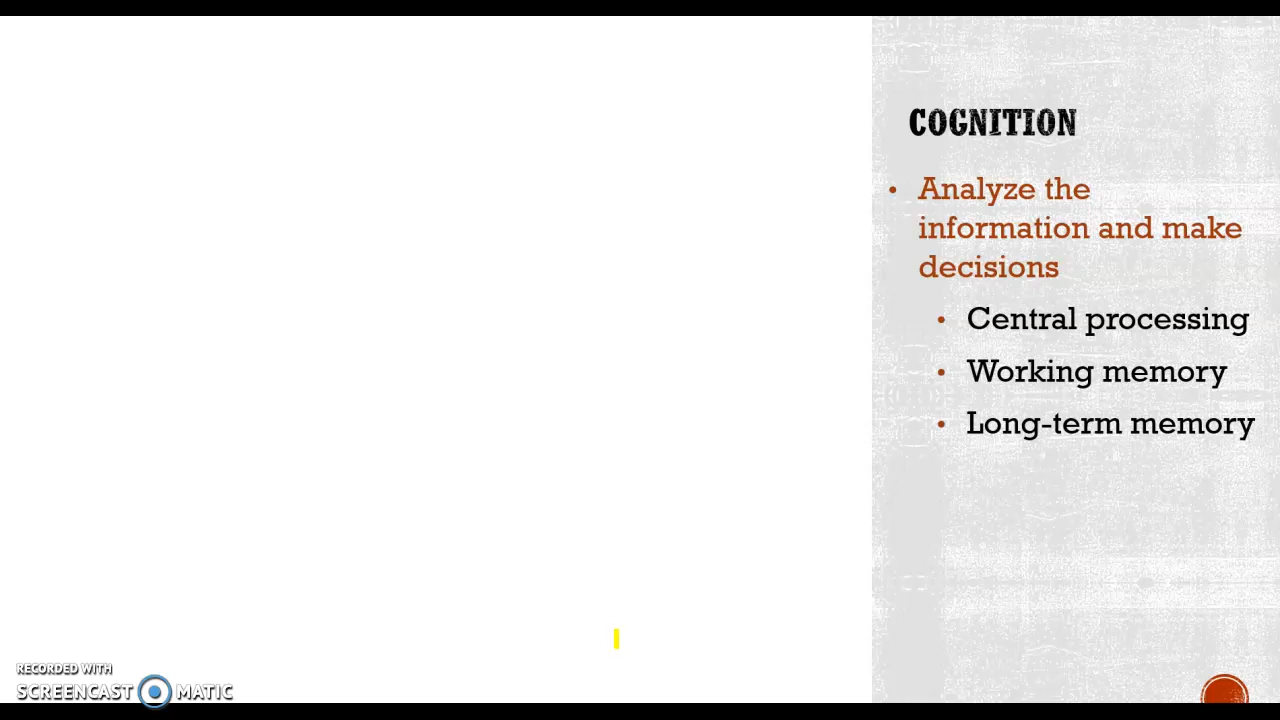 COGNITION
• Analyze the
information and make
decisions
• Central processing
• Working memory
• Long-term memory
RECORDED WITH
SCREENCAST MATIC